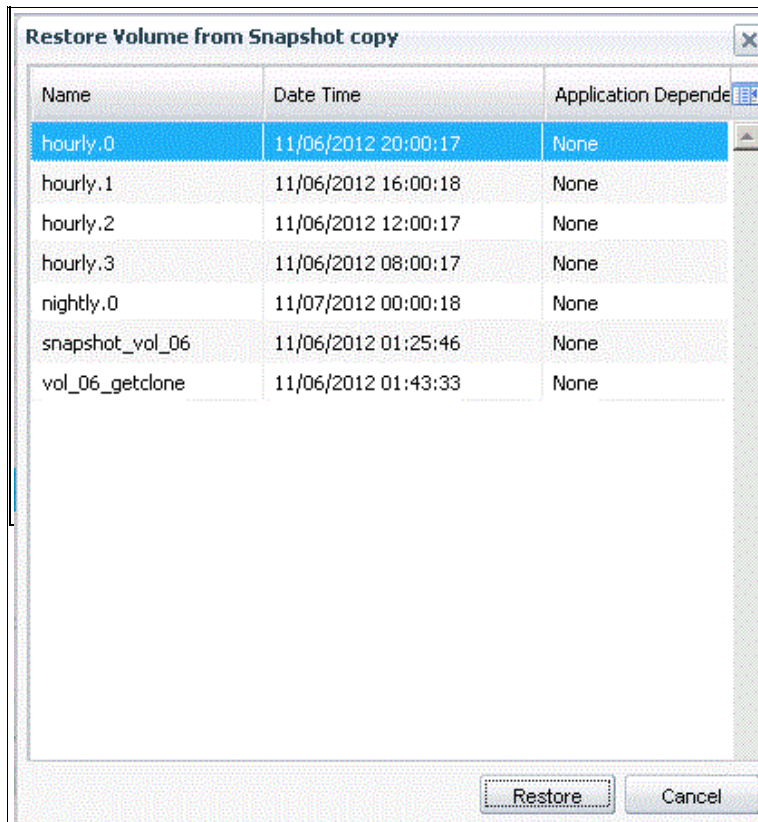 Restore Volume from Snapshot copy
Name Date Time Application Depende
hourly.0 11/06/2012 20:00:17 None
hourly.1 11/06/2012 16:00:18 None
hourly.2 11/06/2012 12:00:17 None
hourly.3 11/06/2012 08:00:17 None
nightly.0 11/07/2012 00:00:18 None
snapshot_vol_06 11/06/2012 01:25:46 None
vol_06_getclone 11/06/2012 01:43:33 None
Restore Cancel